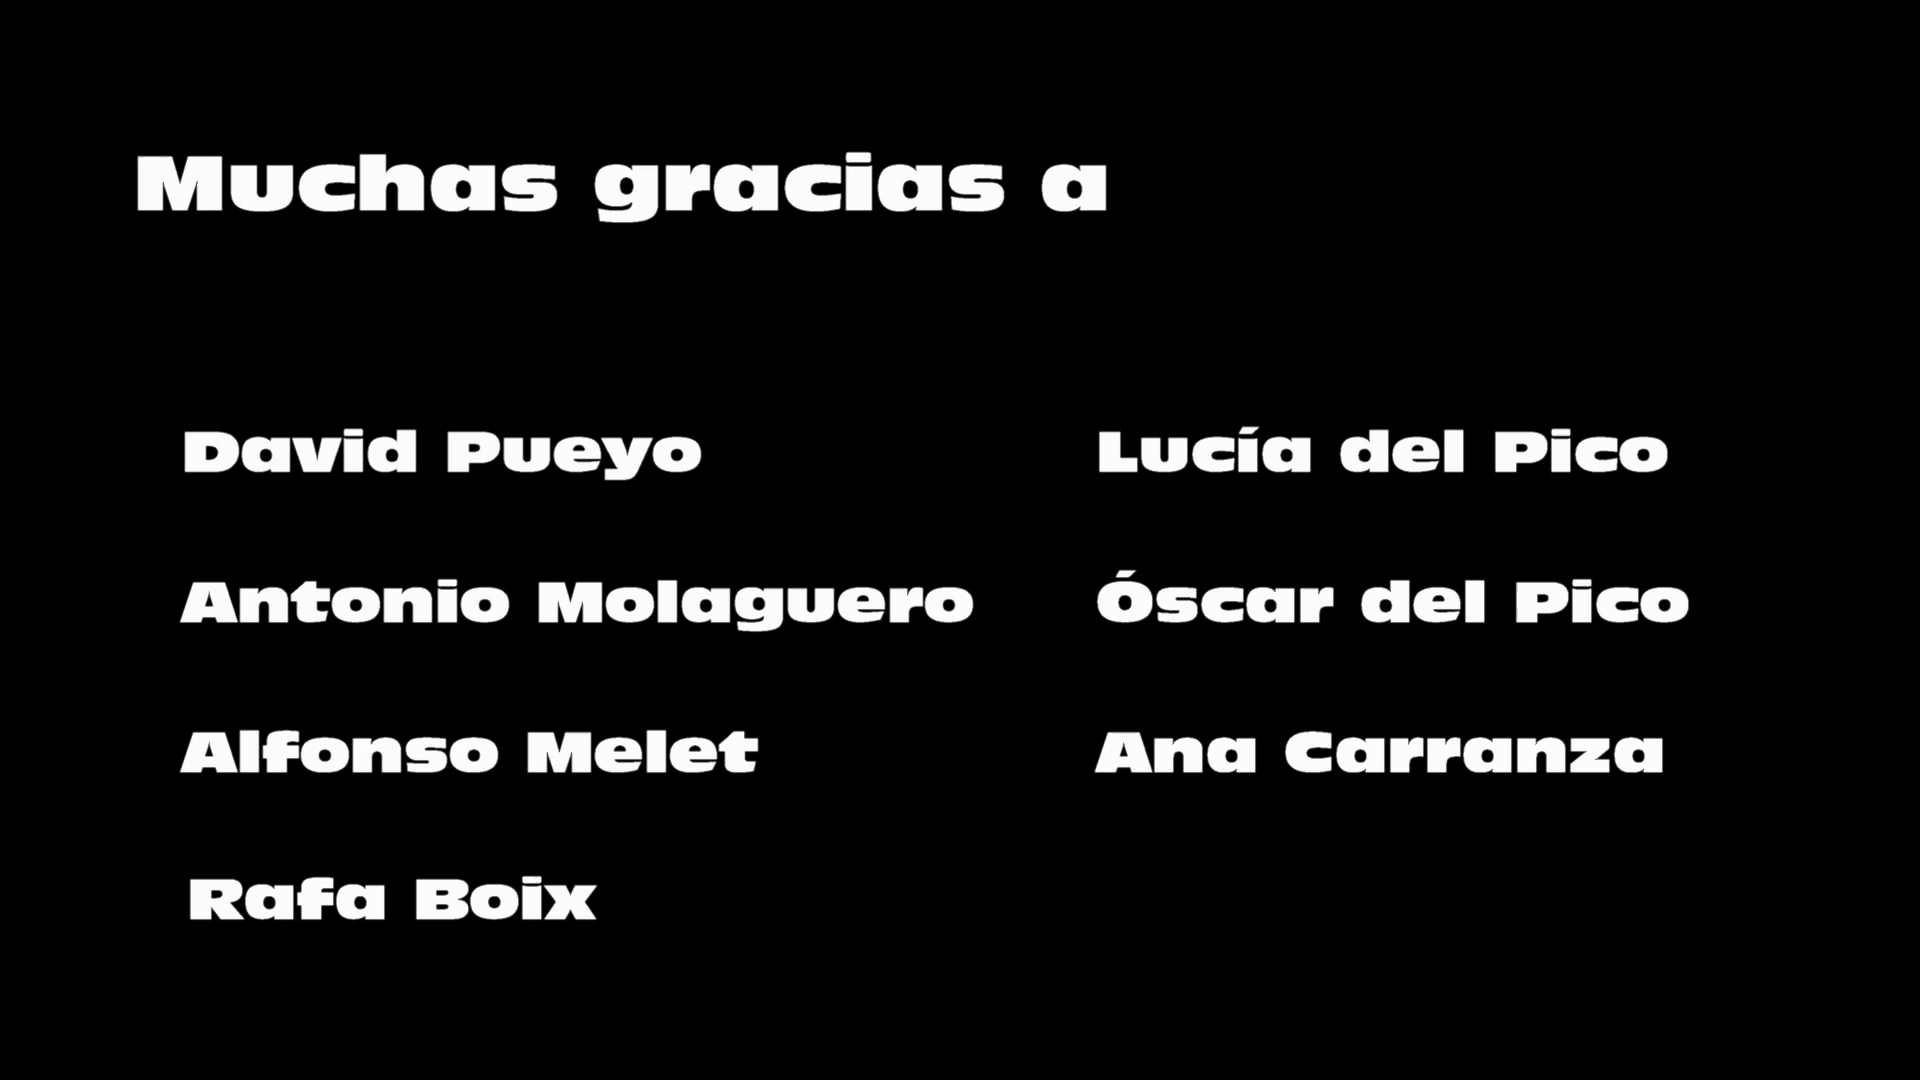 Muchas gracias a
David Pueyo
Antonio Molaguero
Alfonso Melet
Rafa Boix
Lucía del Pico
Óscar del Pico
Ana Carranza